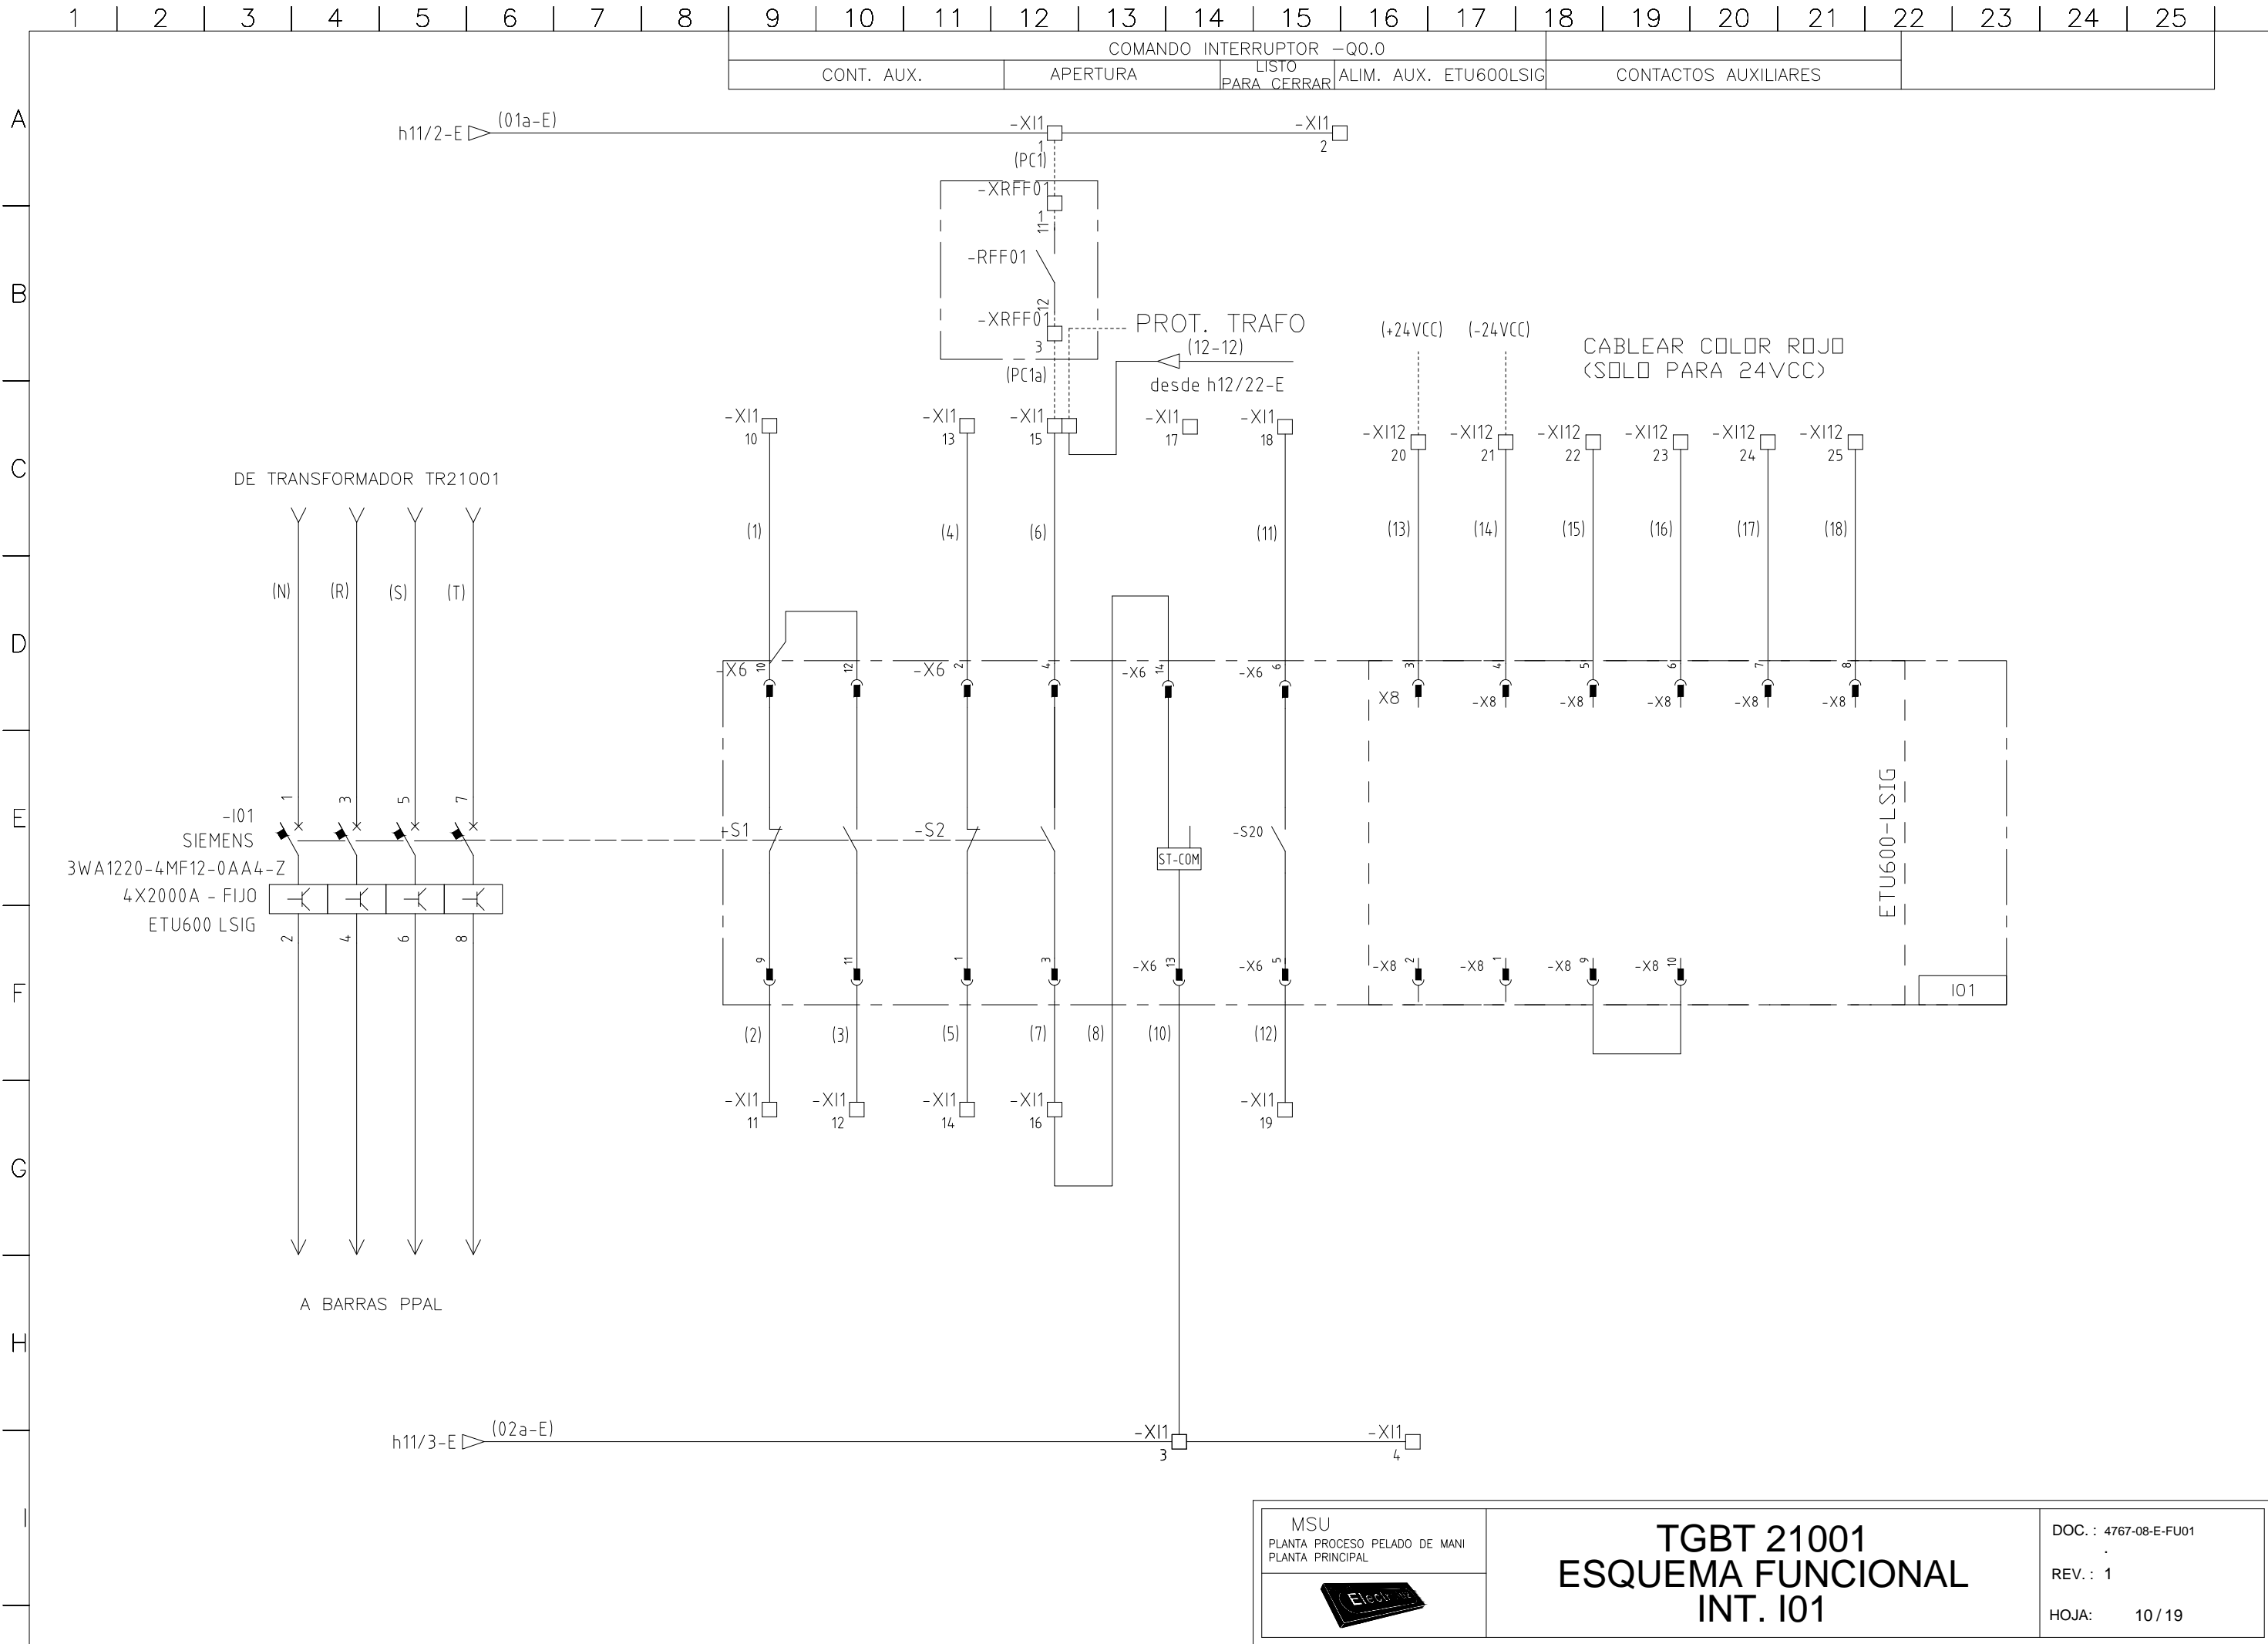 1 2 3 4 5 6 7 8 9 10 11 12 13 14 15 16 17 18 19 20 21 22 23 24 25
COMANDO INTERRUPTOR -Q0.0
CONT. AUX.
APERTURA
LISTO
PARA CERRAR
ALIM. AUX. ETU600LSIG
CONTACTOS AUXILIARES
A
B
C
D
E
F
G
H
I
h11/2-E
(01a-E)
-XI1
1
-XI1
2
(PC1)
-XRFF01
1
11
-RFF01
12
-XRFF01
3
(PC1a)
PROT. TRAFO
(12-12)
desde h12/22-E
(+24VCC)
(-24VCC)
CABLEAR COLOR ROJO
(SOLO PARA 24VCC)
-XI1
10
-XI1
13
-XI1
15
-XI1
17
-XI1
18
-XI12
20
-XI12
21
-XI12
22
-XI12
23
-XI12
24
-XI12
25
DE TRANSFORMADOR TR21001
(1)
(4)
(6)
(11)
(13)
(14)
(15)
(16)
(17)
(18)
(N)
(R)
(S)
(T)
-X6
10
12
-X6
2
4
-X6
14
-X6
6
X8
3
-X8
4
-X8
5
-X8
6
-X8
7
-X8
8
1
3
5
7
-I01
SIEMENS
3WA1220-4MF12-0AA4-Z
4X2000A - FIJO
ETU600 LSIG
2
4
6
8
-S1
-S2
ST-COM
-S20
ETU600-LSIG
9
11
1
3
-X6
13
-X6
5
-X8
2
-X8
1
-X8
9
-X8
10
I01
(2)
(3)
(5)
(7)
(8)
(10)
(12)
-XI1
11
-XI1
12
-XI1
14
-XI1
16
-XI1
19
A BARRAS PPAL
h11/3-E
(02a-E)
-XI1
3
-XI1
4
MSU
PLANTA PROCESO PELADO DE MANI
PLANTA PRINCIPAL
TGBT 21001
ESQUEMA FUNCIONAL
INT. I01
DOC. : 4767-08-E-FU01
.
REV. : 1
HOJA: 10 / 19